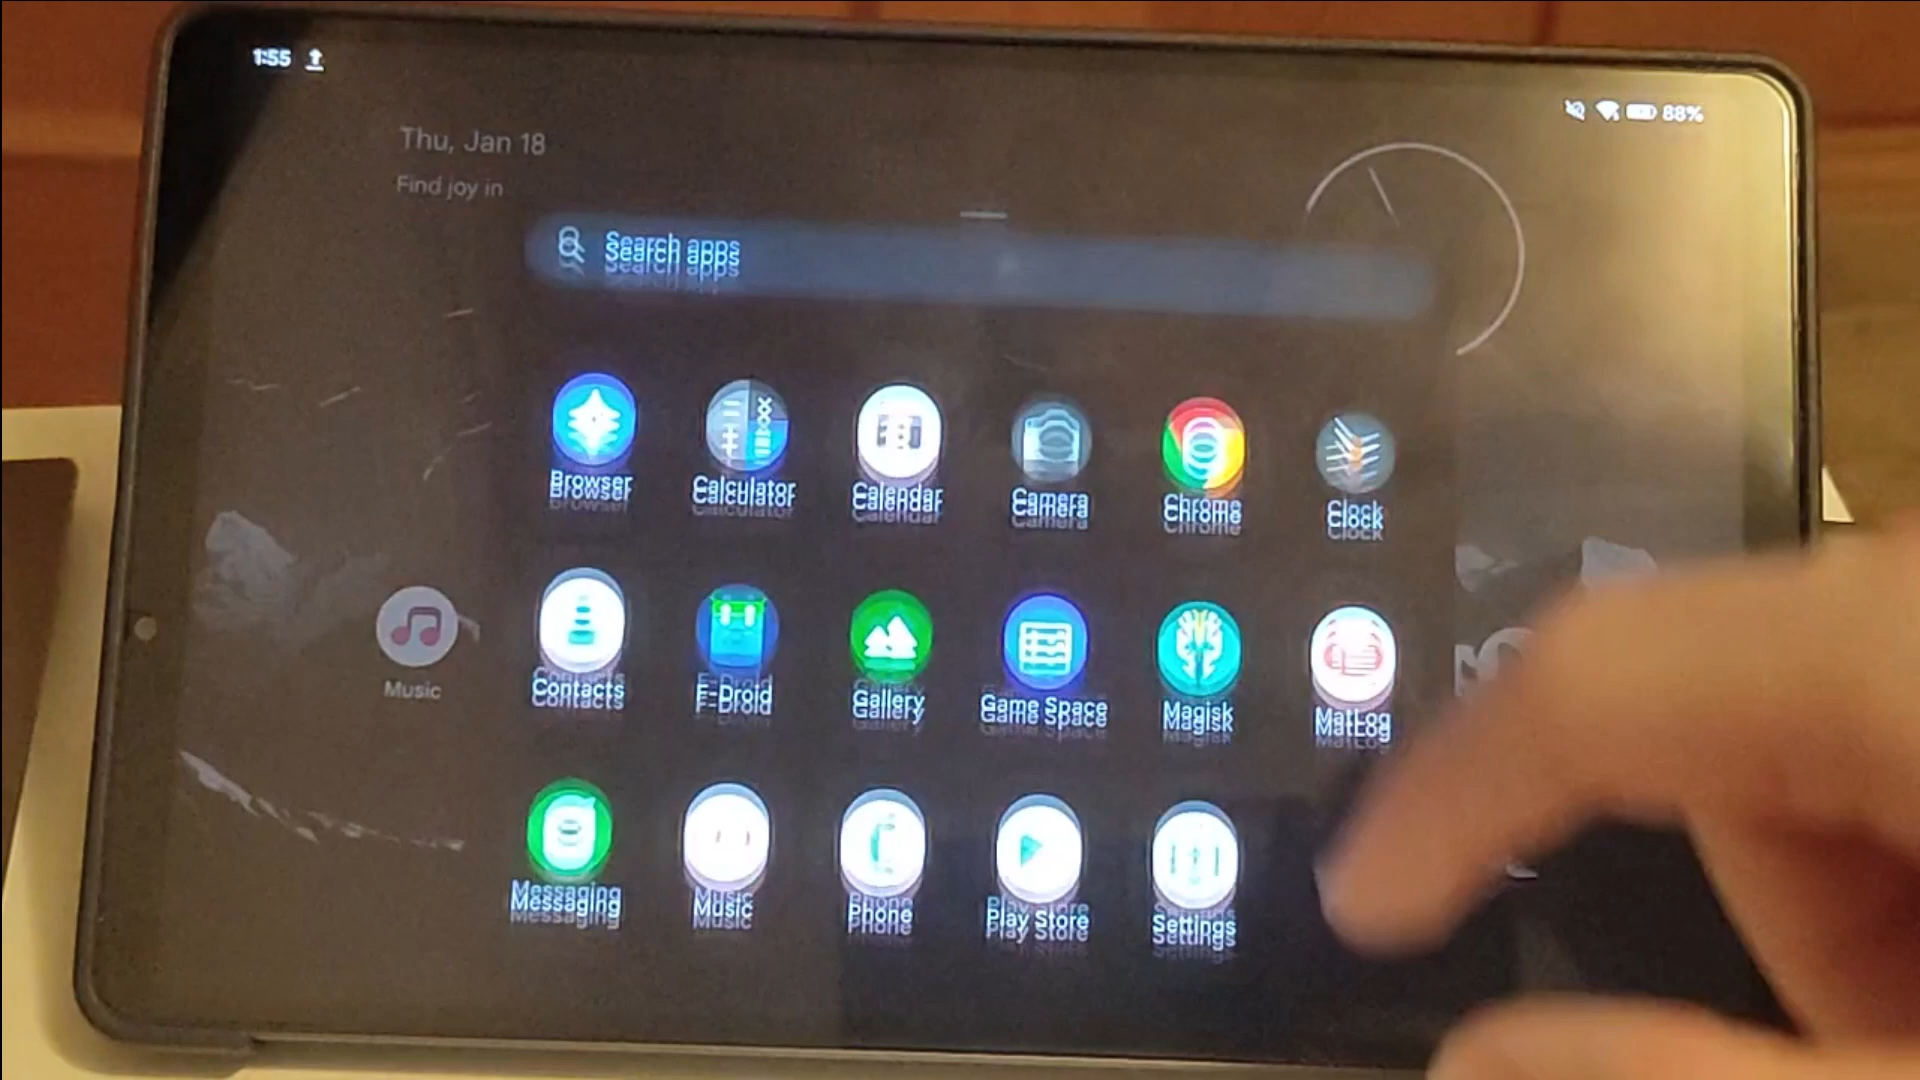 1:55
88%
Thu, Jan 18
Find joy in
Search apps
Browser
Calculator
Calendar
Camera
Chrome
Clock
Music
Contacts
F-Droid
Gallery
Game Space
Magisk
MatLog
Messaging
Music
Phone
Play Store
Settings